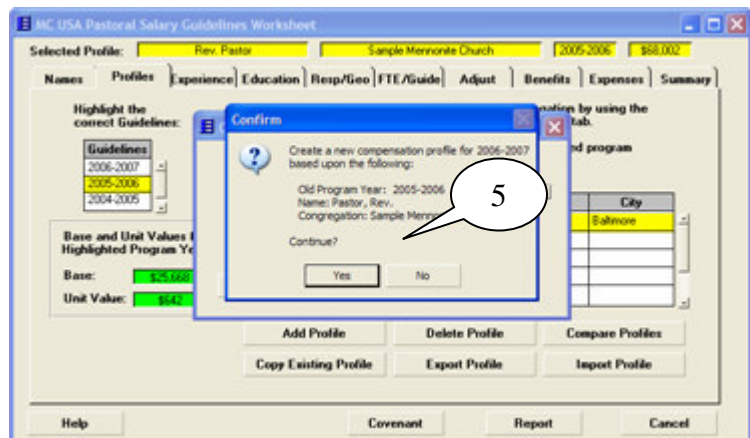 MC USA Pastoral Salary Guidelines Worksheet
Selected Profile: Rev. Pastor Sample Mennonite Church 2005-2006 $68,002
Names Profiles Experience Education Resp/Geo FTE/Guide Adjust Benefits Expenses Summary
Highlight the
correct Guidelines:
by using the
tab.
program
Guidelines
2006-2007
2005-2006
2004-2005
Confirm
Create a new compensation profile for 2006-2007
based upon the following:
Old Program Year: 2005-2006
Name: Pastor, Rev.
Congregation: Sample
Continue?
Yes No
5
City
Baltimore
Base and Unit Values
Highlighted Program
Base: $25,668
Unit Value: $642
Add Profile Delete Profile Compare Profiles
Copy Existing Profile Export Profile Import Profile
Help Covenant Report Cancel